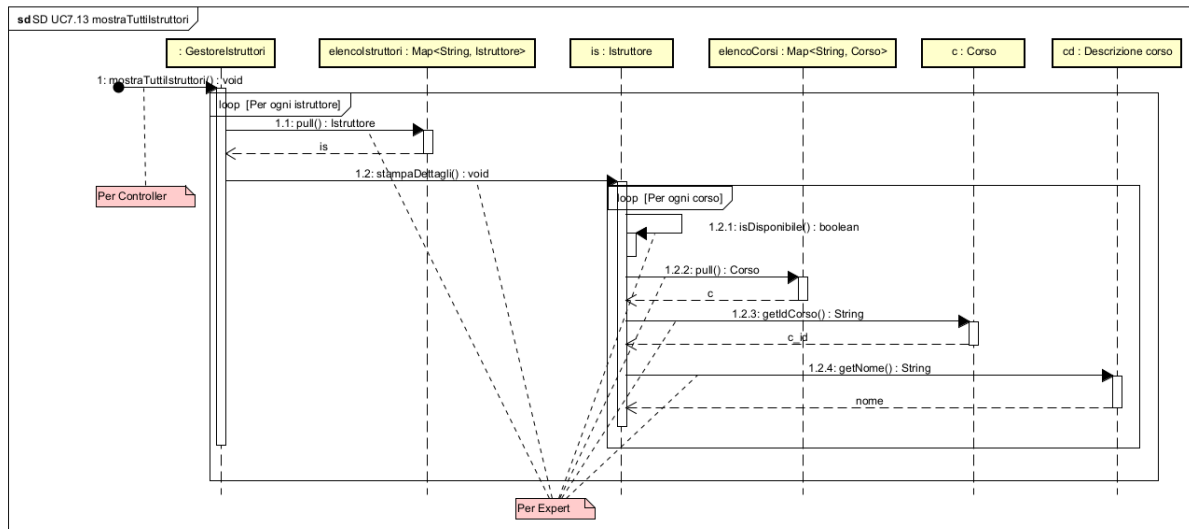 sd SD UC7.13 mostraTuttiIstruttori
: GestoreIstruttori
elencoIstruttori : Map<String, Istruttore>
is : Istruttore
elencoCorsi : Map<String, Corso>
c : Corso
cd : Descrizione corso
1: mostraTuttiIstruttori() : void
loop [Per ogni istruttore]
1.1: pull() : Istruttore
is
1.2: stampaDettagli() : void
Per Controller
loop [Per ogni corso]
1.2.1: isDisponibile() : boolean
1.2.2: pull() : Corso
c
1.2.3: getIdCorso() : String
c_id
1.2.4: getNome() : String
nome
Per Expert